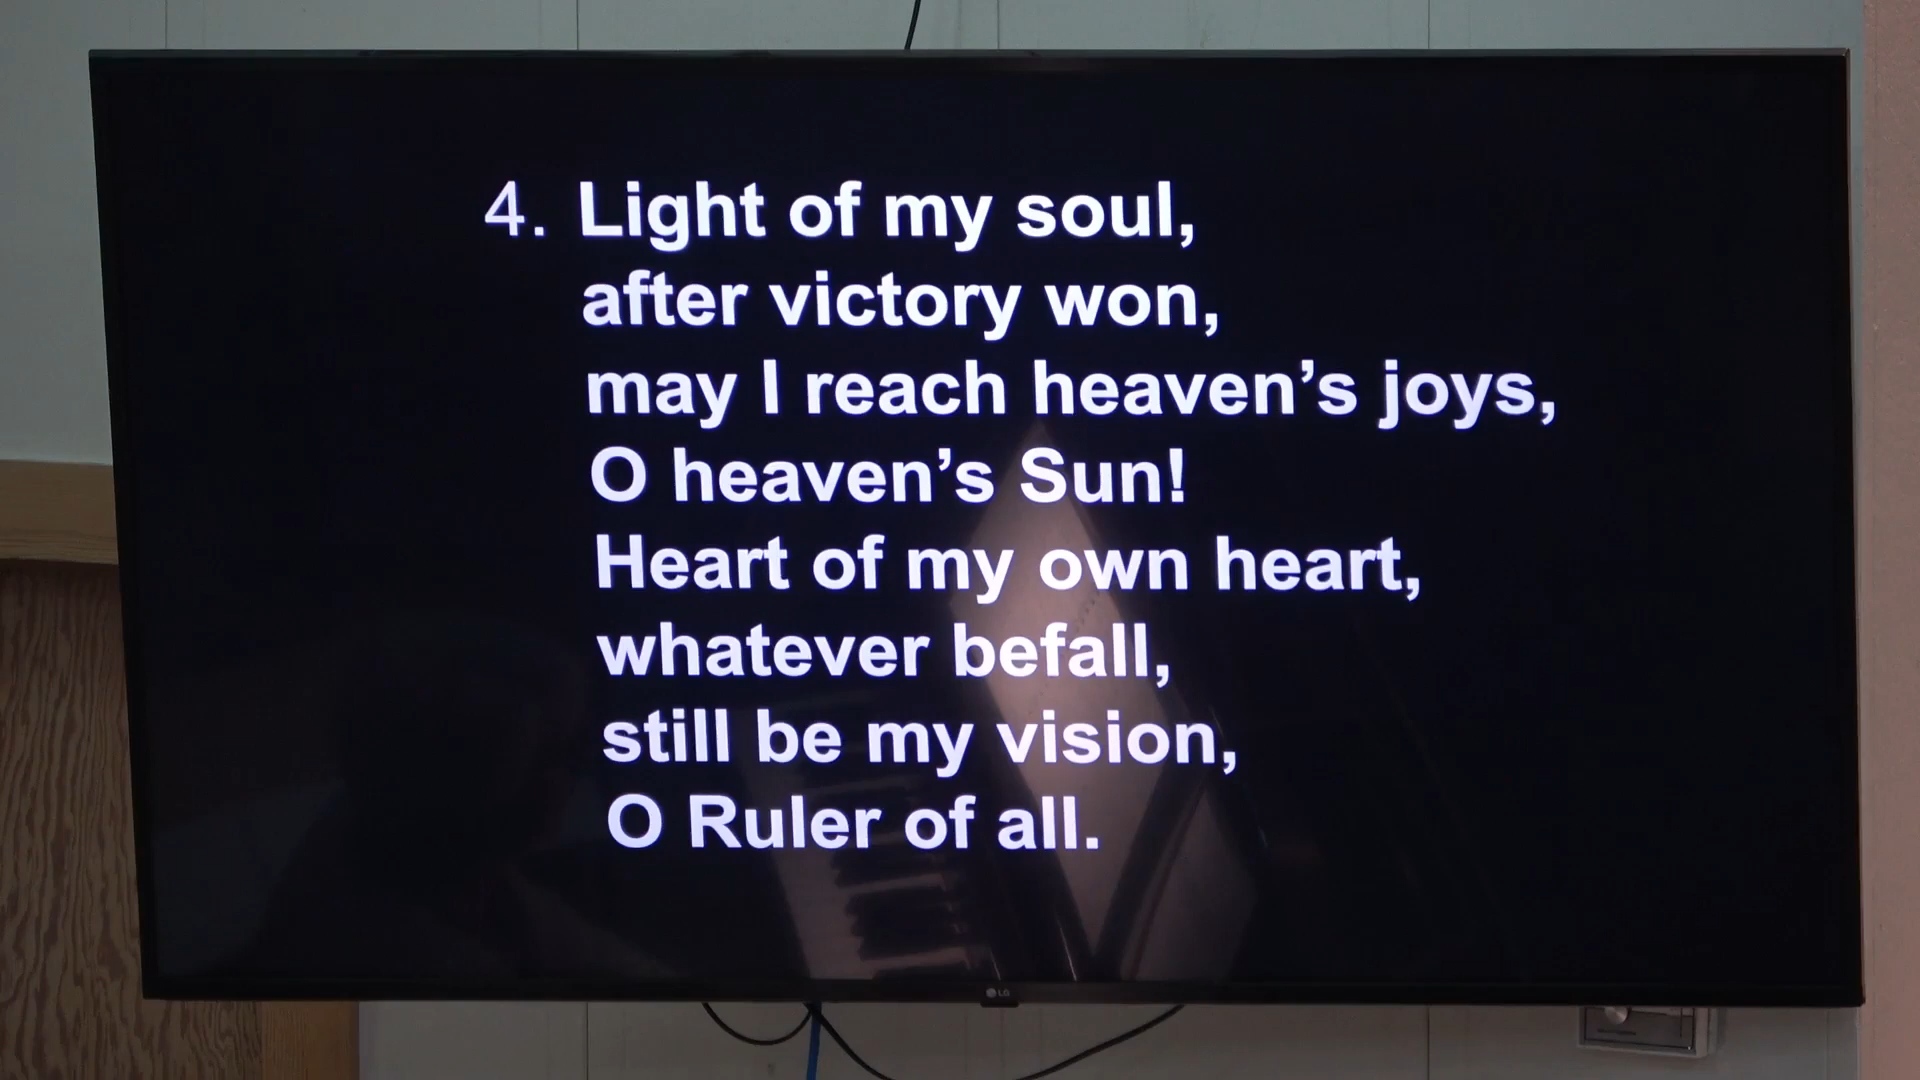 4. Light of my soul,
after victory won,
may I reach heaven’s joys,
O heaven’s Sun!
Heart of my own heart,
whatever befall,
still be my vision,
O Ruler of all.
LG